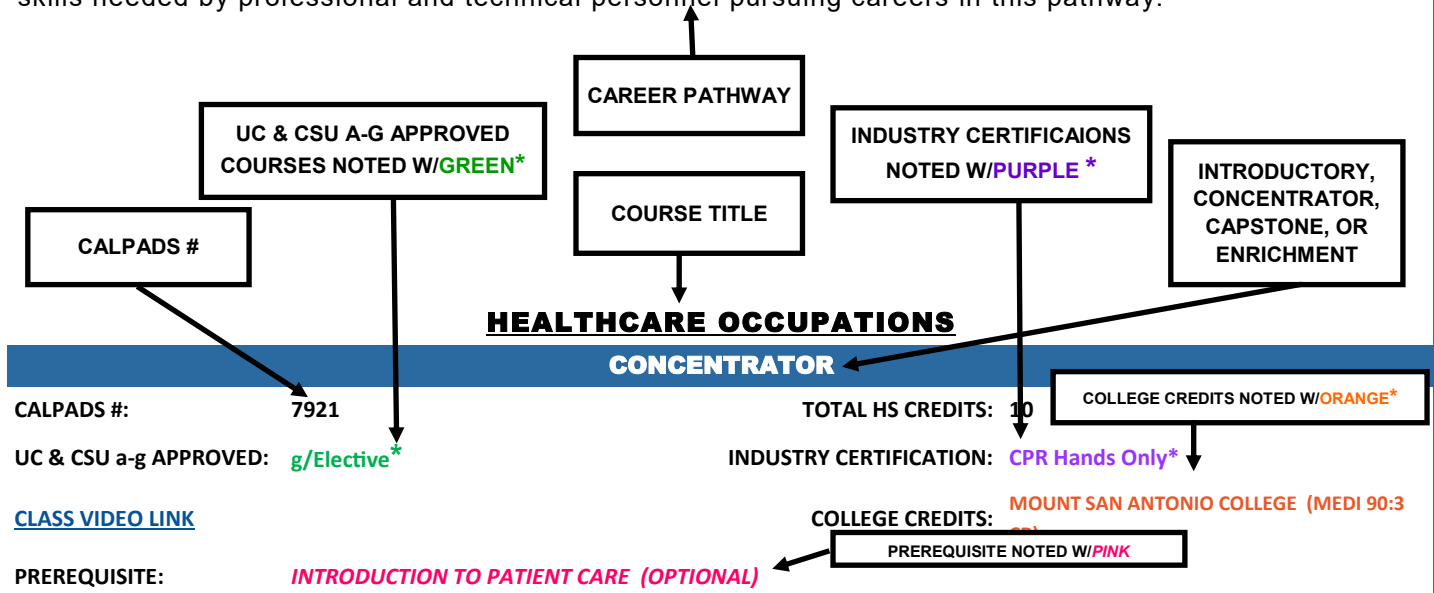 skills needed by professional and technical personnel pursuing careers in this pathway.
CAREER PATHWAY
UC & CSU A-G APPROVED
COURSES NOTED W/GREEN*
INDUSTRY CERTIFICAIONS
NOTED W/PURPLE *
INTRODUCTORY,
CONCENTRATOR,
CAPSTONE, OR
ENRICHMENT
COURSE TITLE
CALPADS #
HEALTHCARE OCCUPATIONS
CONCENTRATOR
COLLEGE CREDITS NOTED W/ORANGE*
CALPADS #: 7921 TOTAL HS CREDITS: 10
UC & CSU a-g APPROVED: g/Elective* INDUSTRY CERTIFICATION: CPR Hands Only*
CLASS VIDEO LINK COLLEGE CREDITS: MOUNT SAN ANTONIO COLLEGE (MEDI 90:3
PREREQUISITE NOTED W/PINK
PREREQUISITE: INTRODUCTION TO PATIENT CARE (OPTIONAL)